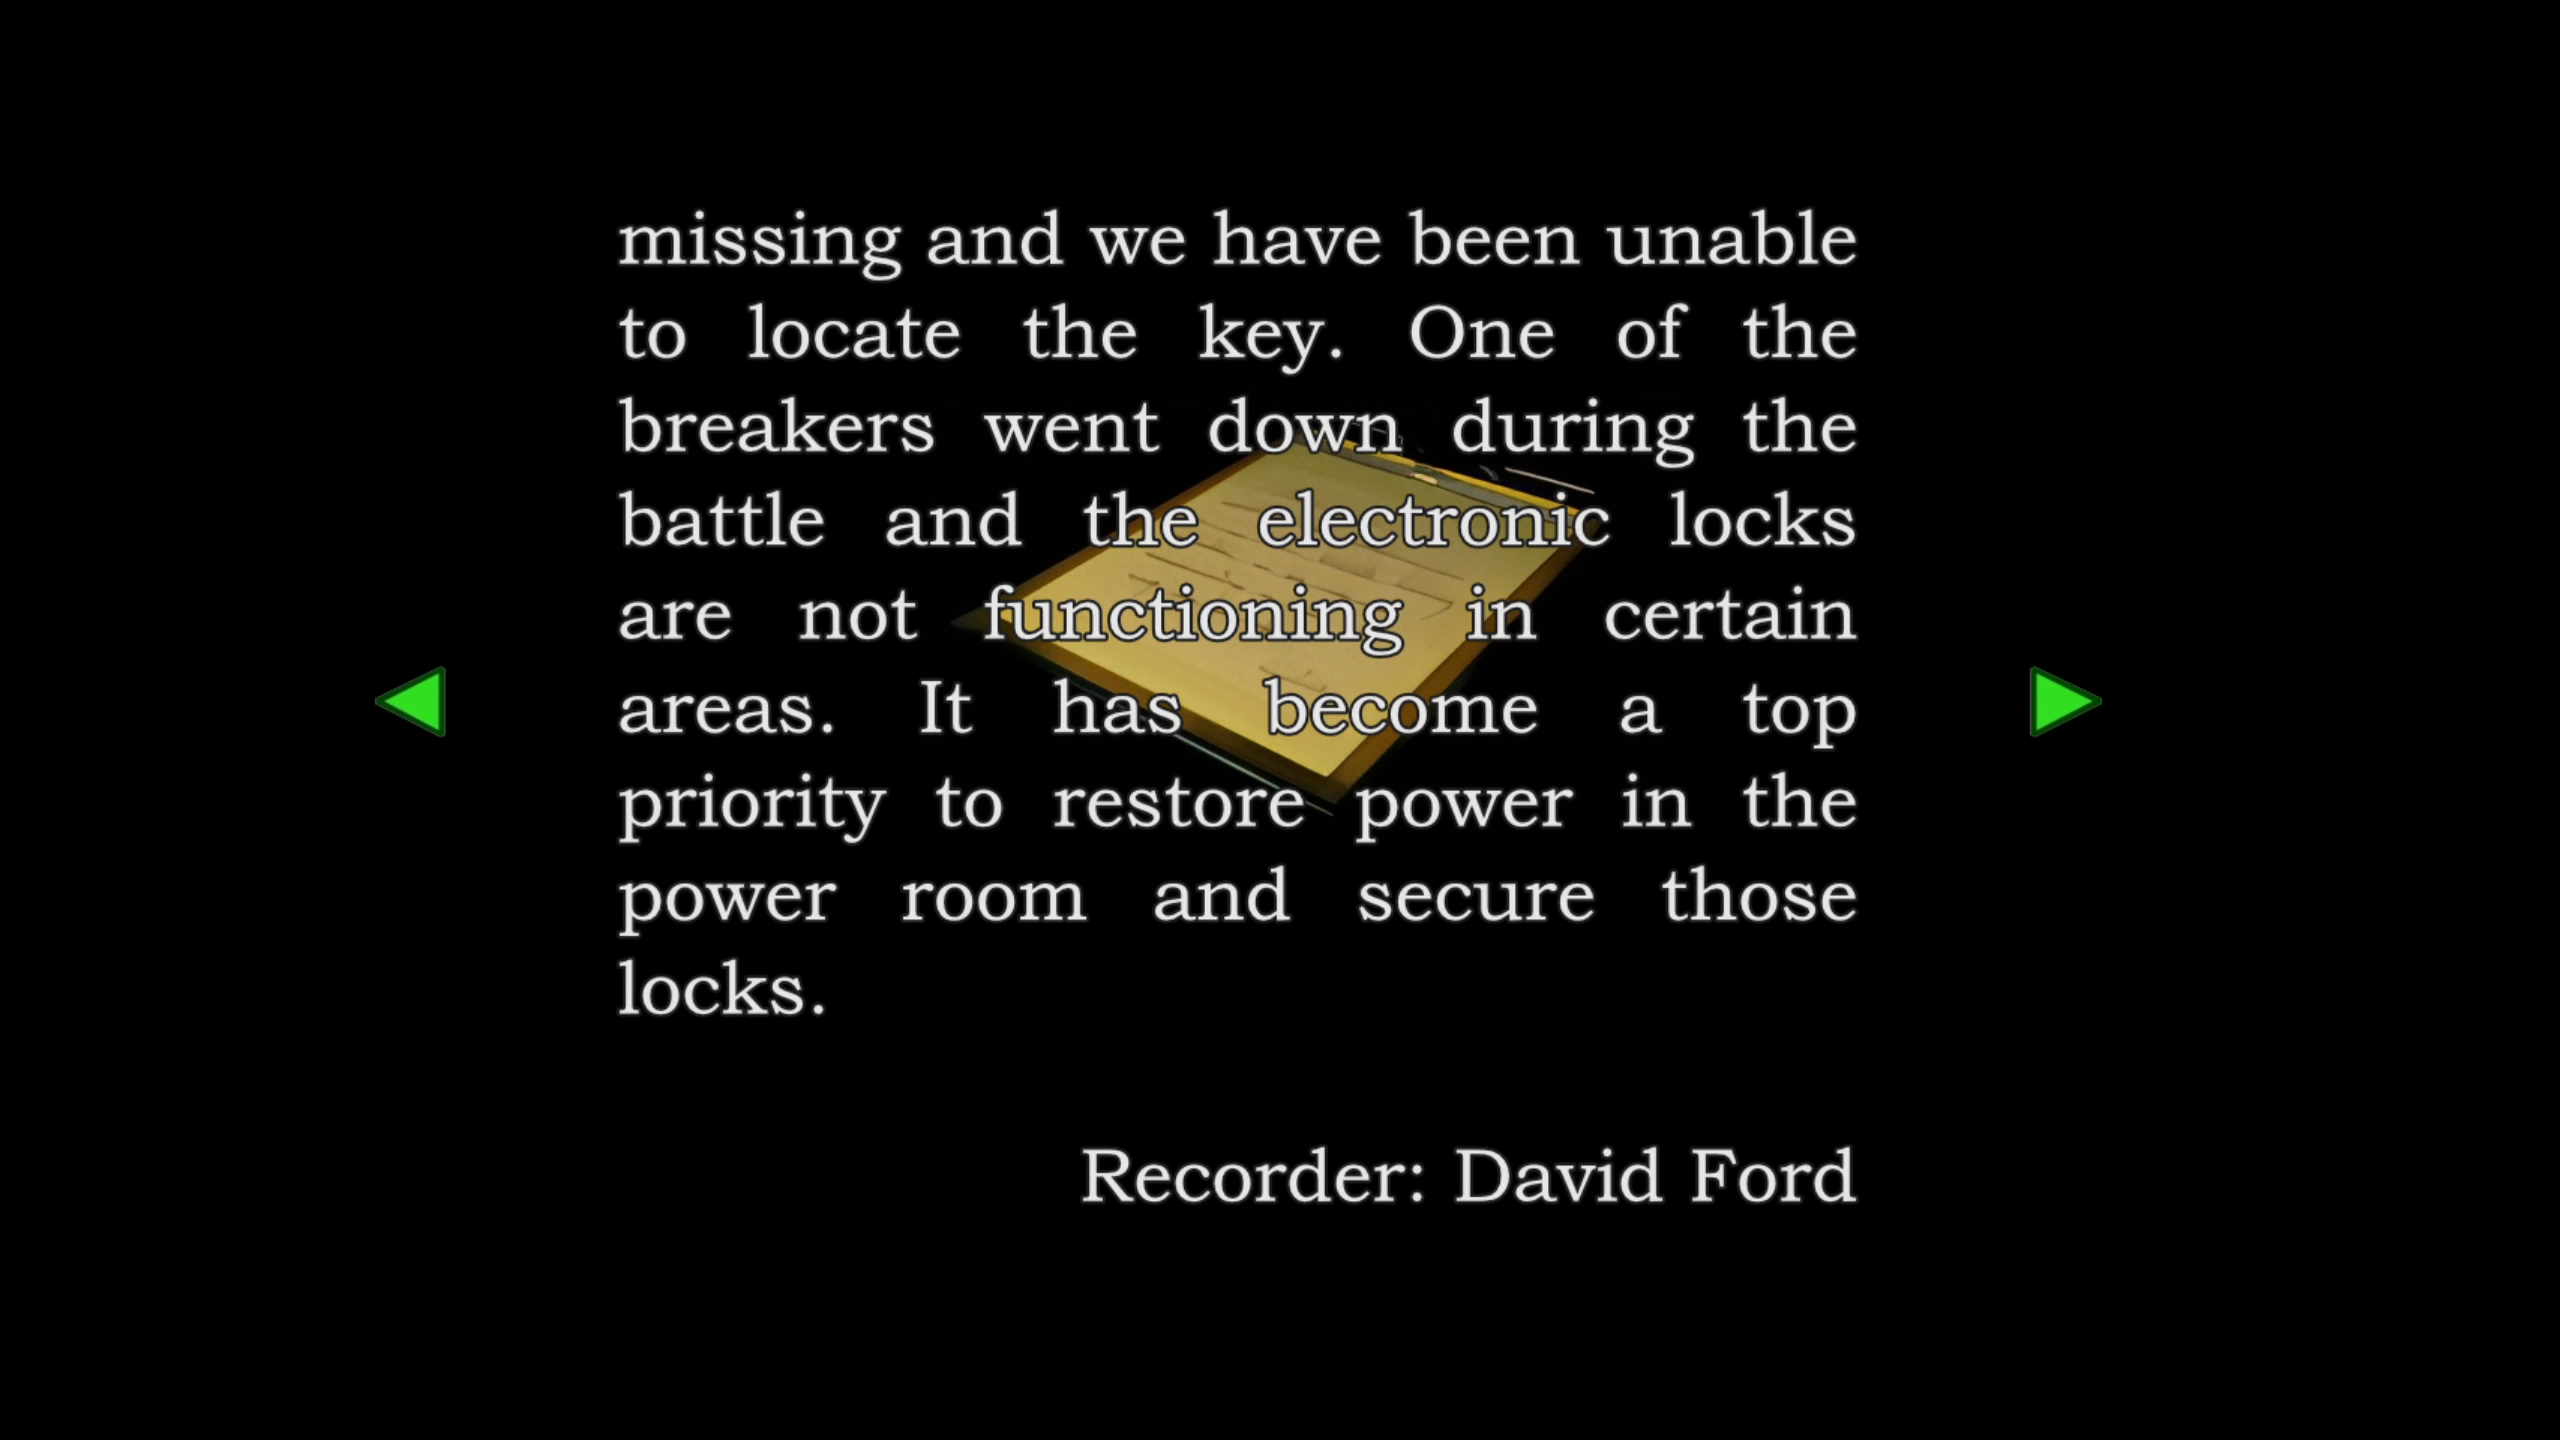 missing and we have been unable
to locate the key. One of the
breakers went down during the
battle and the electronic locks
are not functioning in certain
areas. It has become a top
priority to restore power in the
power room and secure those
locks.
Recorder: David Ford